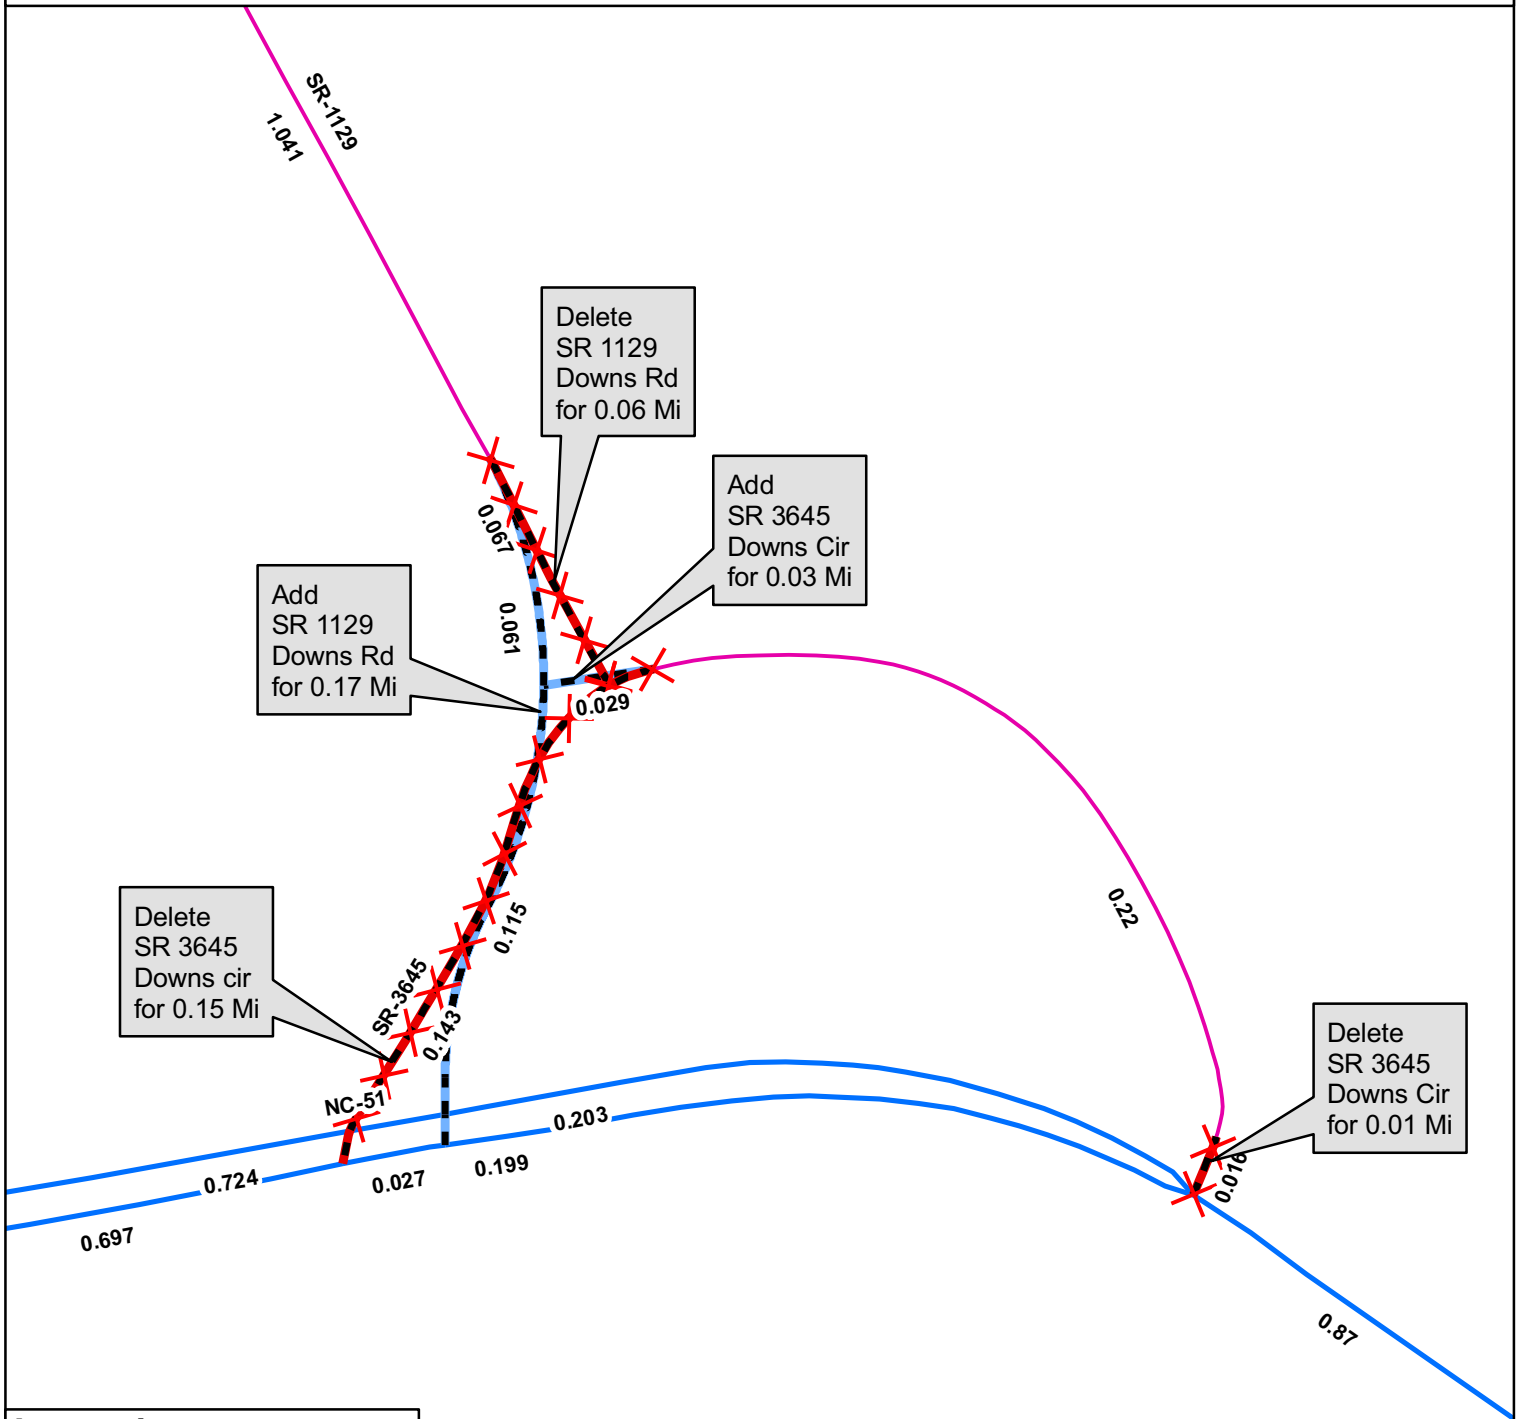 SR-1129
1.041
Delete
SR 1129
Downs Rd
for 0.06 Mi
Add
SR 3645
Downs Cir
for 0.03 Mi
0.067
Add
SR 1129
Downs Rd
for 0.17 Mi
0.061
0.029
0.22
Delete
SR 3645
Downs cir
for 0.15 Mi
0.115
SR-3645
0.143
Delete
SR 3645
Downs Cir
for 0.01 Mi
NC-51
0.203
0.724
0.027
0.199
0.016
0.697
0.87